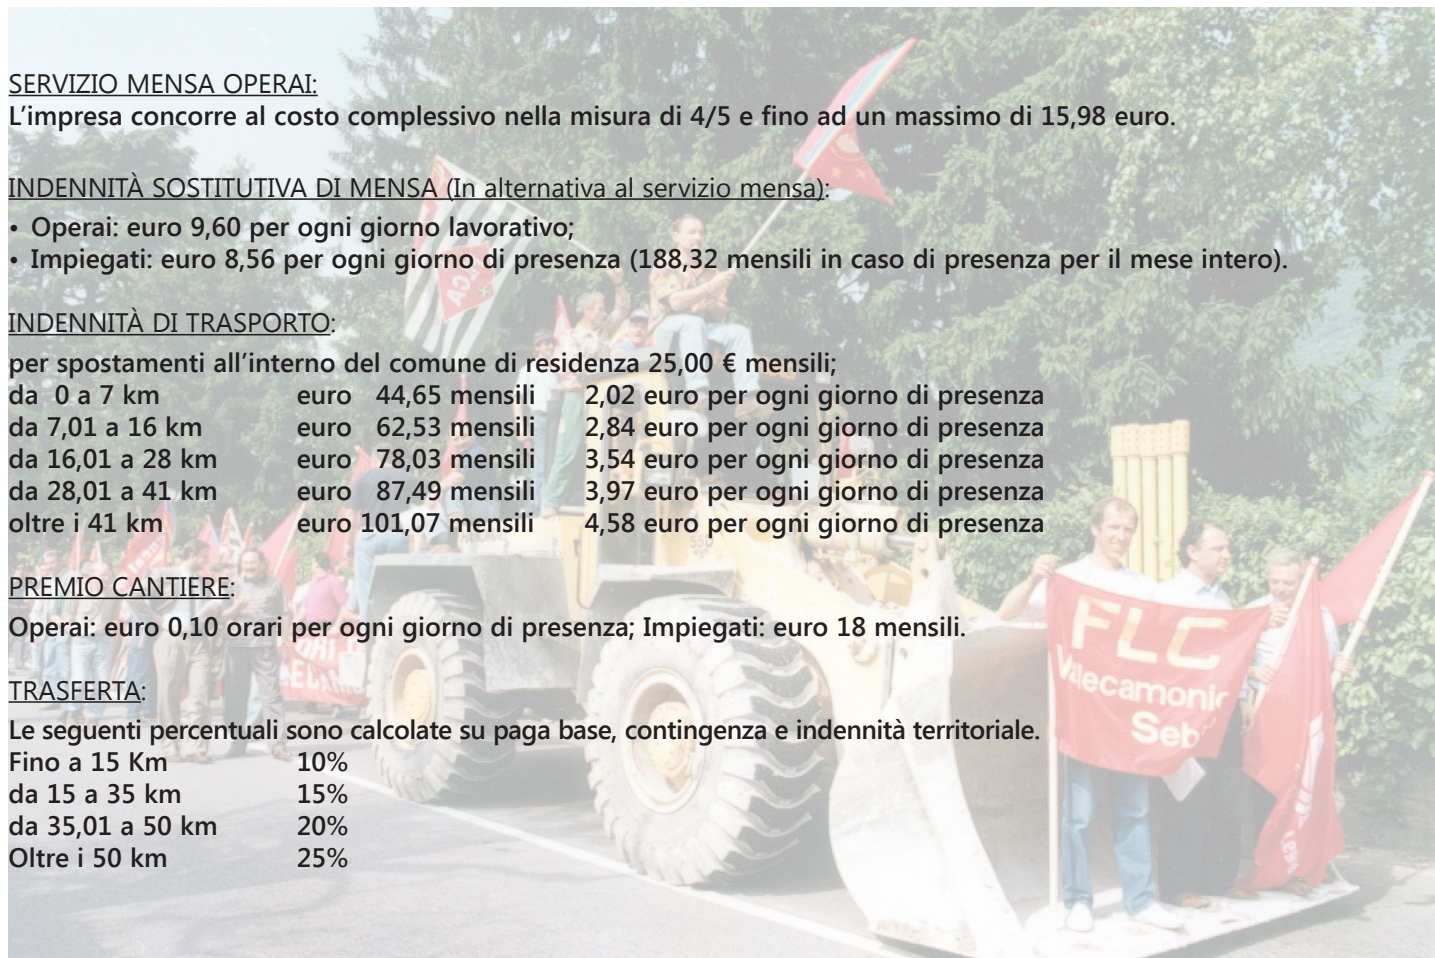 SERVIZIO MENSA OPERAI:
L'impresa concorre al costo complessivo nella misura di 4/5 e fino ad un massimo di 15,98 euro.
INDENNITÀ SOSTITUTIVA DI MENSA (In alternativa al servizio mensa):
• Operai: euro 9,60 per ogni giorno lavorativo;
• Impiegati: euro 8,56 per ogni giorno di presenza (188,32 mensili in caso di presenza per il mese intero).
INDENNITÀ DI TRASPORTO:
per spostamenti all'interno del comune di residenza 25,00 € mensili;
da 0 a 7 km euro 44,65 mensili 2,02 euro per ogni giorno di presenza
da 7,01 a 16 km euro 62,53 mensili 2,84 euro per ogni giorno di presenza
da 16,01 a 28 km euro 78,03 mensili 3,54 euro per ogni giorno di presenza
da 28,01 a 41 km euro 87,49 mensili 3,97 euro per ogni giorno di presenza
oltre i 41 km euro 101,07 mensili 4,58 euro per ogni giorno di presenza
PREMIO CANTIERE:
Operai: euro 0,10 orari per ogni giorno di presenza; Impiegati: euro 18 mensili.
TRASFERTA:
Le seguenti percentuali sono calcolate su paga base, contingenza e indennità territoriale.
Fino a 15 Km 10%
da 15 a 35 km 15%
da 35,01 a 50 km 20%
Oltre i 50 km 25%
FLC